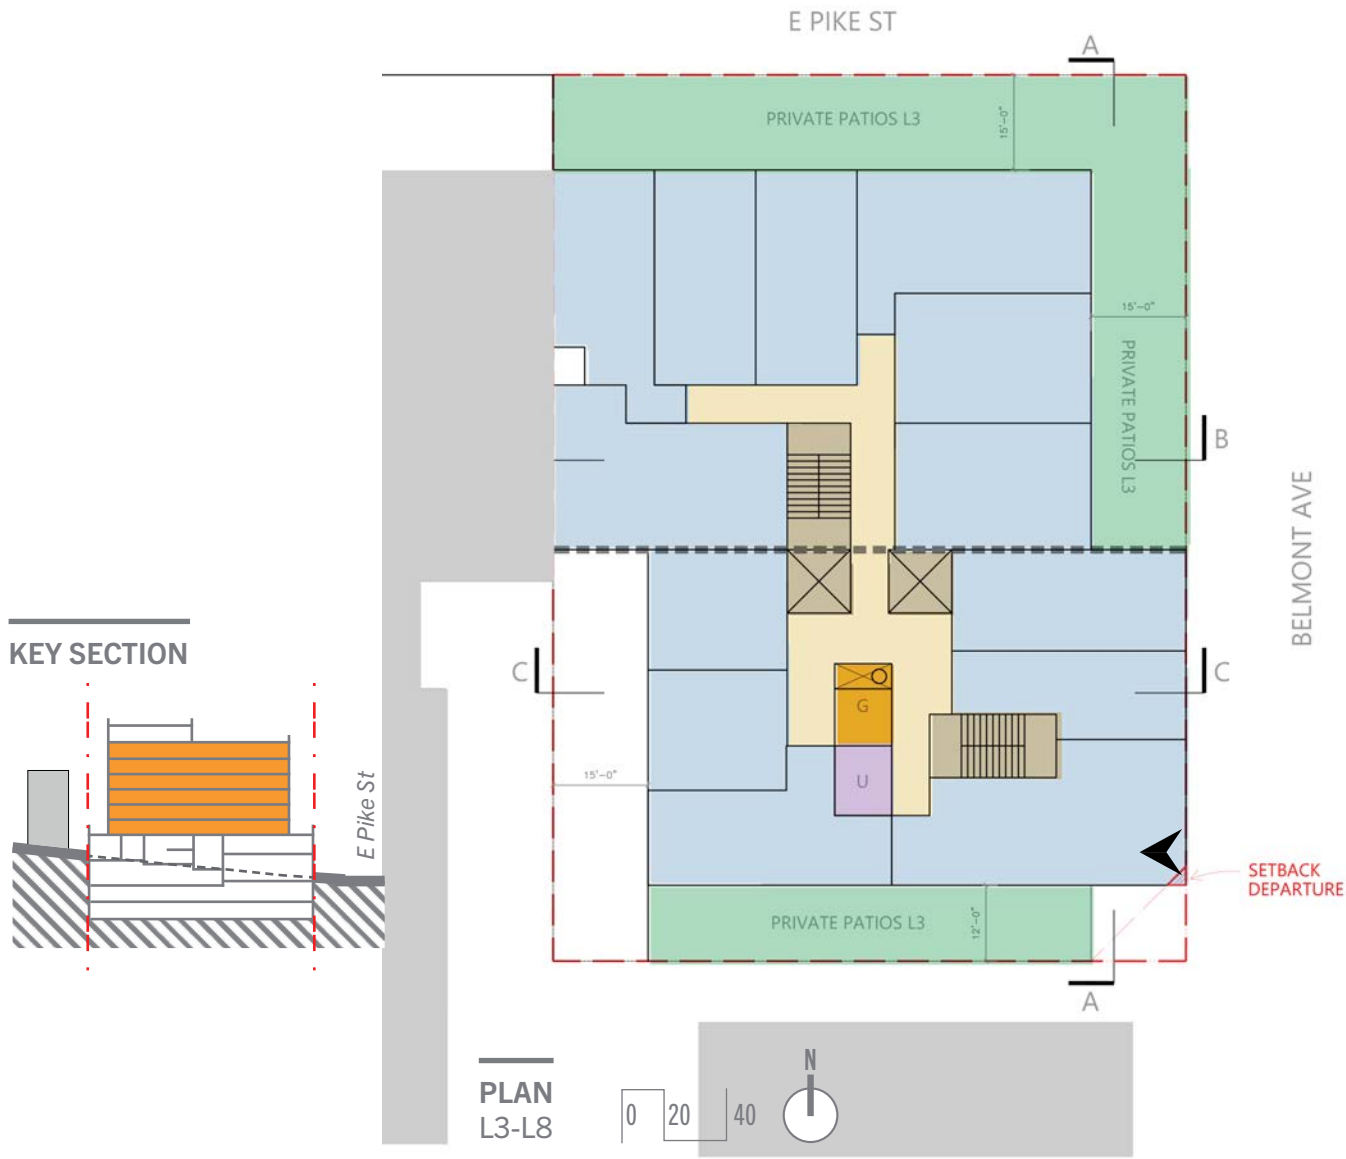 E PIKE ST
A
PRIVATE PATIOS L3
15'-0"
15'-0"
PRIVATE PATIOS L3
B
BELMONT AVE
KEY SECTION
C
C
G
U
15'-0"
E Pike St
SETBACK
DEPARTURE
PRIVATE PATIOS L3
12'-0"
A
PLAN
L3-L8
0 20 40
N